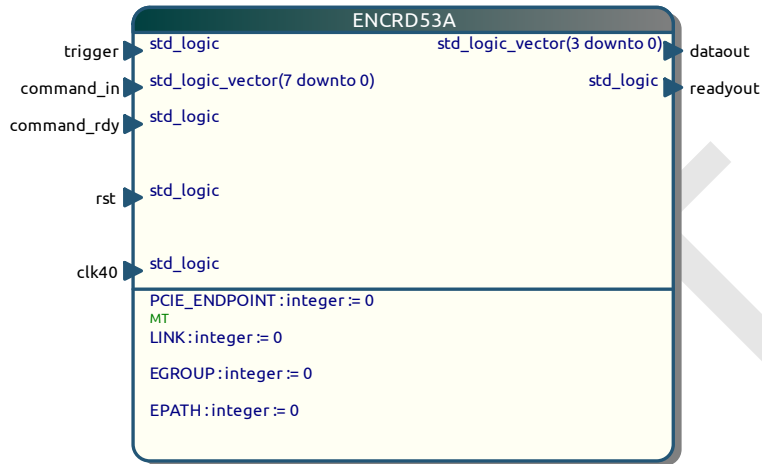 ENCRD53A
trigger std_logic std_logic_vector(3 downto 0) dataout
command_in std_logic_vector(7 downto 0) std_logic readyout
command_rdy std_logic
rst std_logic
clk40 std_logic
PCIE_ENDPOINT : integer := 0
MT
LINK : integer := 0
EGROUP : integer := 0
EPATH : integer := 0